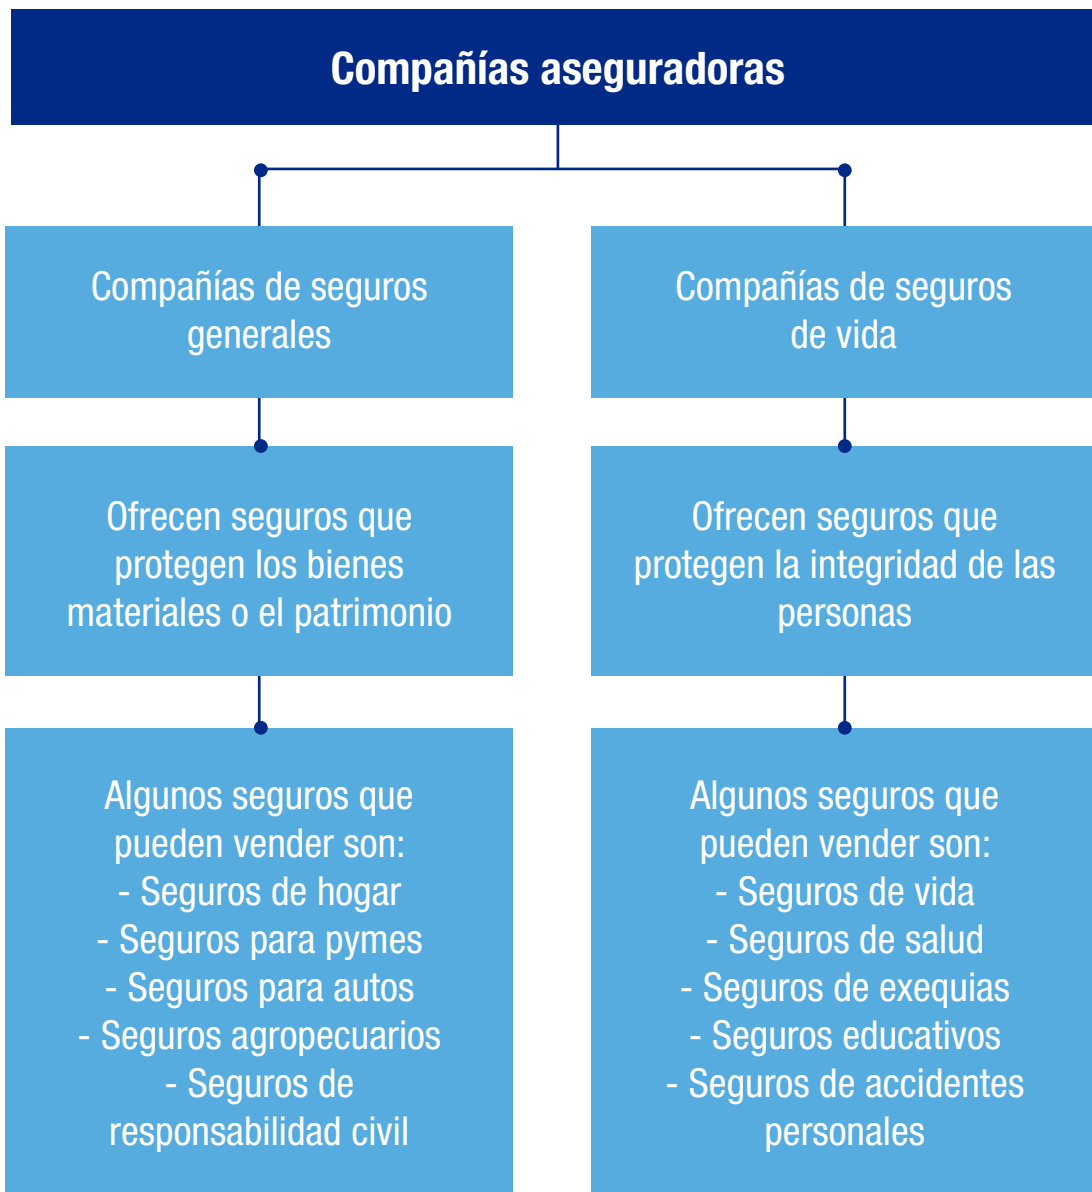 Compañías aseguradoras
Compañías de seguros
generales
Ofrecen seguros que
protegen los bienes
materiales o el patrimonio
Algunos seguros que
pueden vender son:
- Seguros de hogar
- Seguros para pymes
- Seguros para autos
- Seguros agropecuarios
- Seguros de
responsabilidad civil
Compañías de seguros
de vida
Ofrecen seguros que
protegen la integridad de las
personas
Algunos seguros que
pueden vender son:
- Seguros de vida
- Seguros de salud
- Seguros de exequias
- Seguros educativos
- Seguros de accidentes
personales